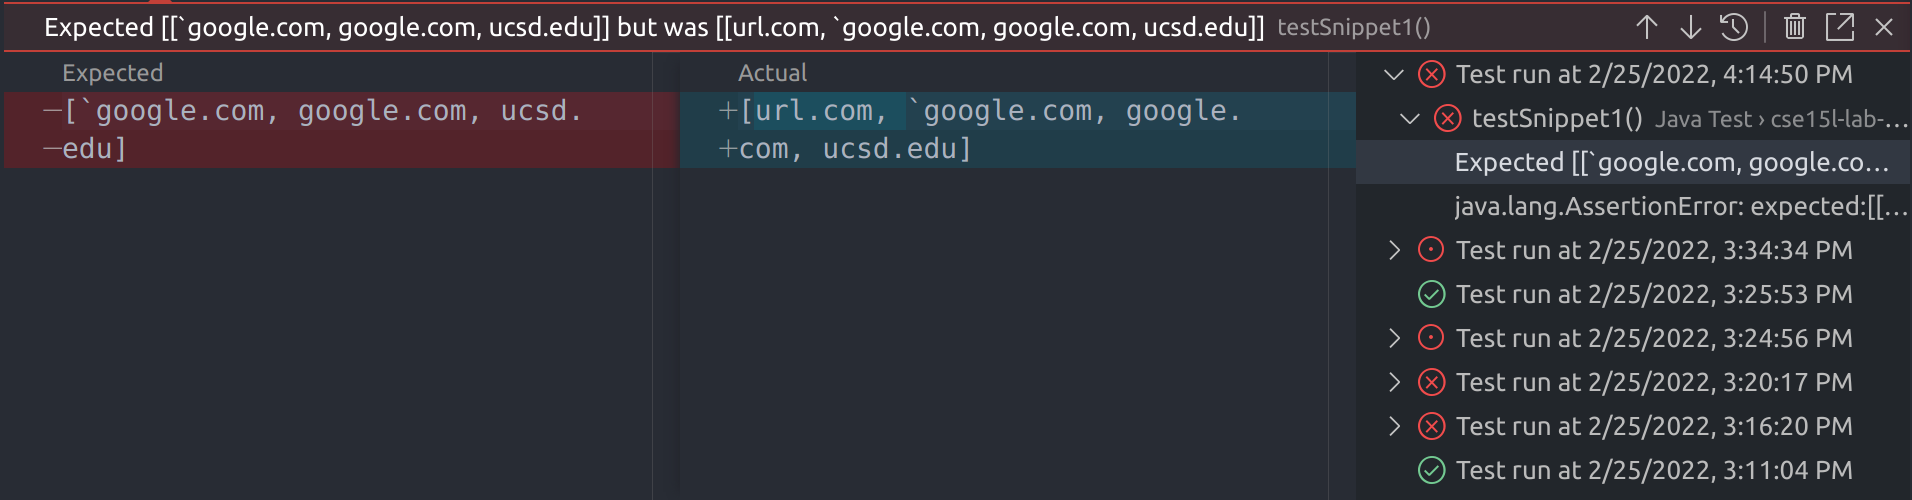 Expected [[`google.com, google.com, ucsd.edu]] but was [[url.com, `google.com, google.com, ucsd.edu]] testSnippet1()
Expected
−[`google.com, google.com, ucsd.
−edu]
Actual
+[url.com, `google.com, google.
+com, ucsd.edu]
Test run at 2/25/2022, 4:14:50 PM
testSnippet1() Java Test › cse15l-lab-...
Expected [[`google.com, google.co...
java.lang.AssertionError: expected:[[...
Test run at 2/25/2022, 3:34:34 PM
Test run at 2/25/2022, 3:25:53 PM
Test run at 2/25/2022, 3:24:56 PM
Test run at 2/25/2022, 3:20:17 PM
Test run at 2/25/2022, 3:16:20 PM
Test run at 2/25/2022, 3:11:04 PM